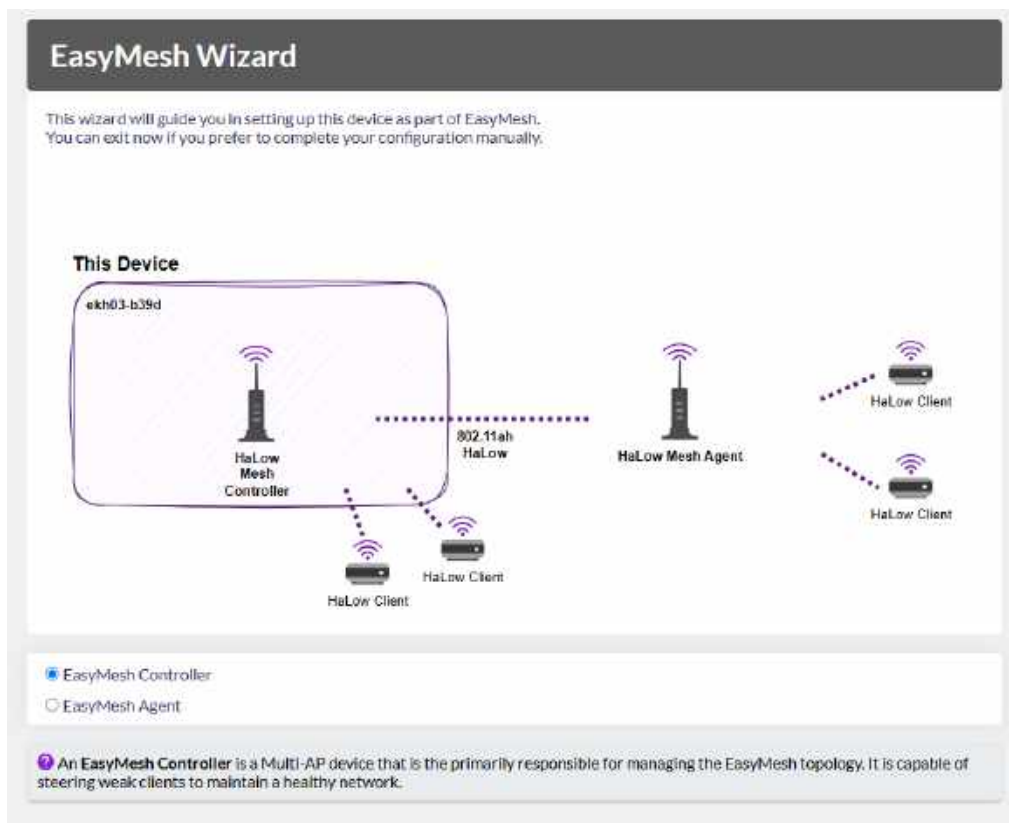 EasyMesh Wizard
This wizard will guide you in setting up this device as part of EasyMesh.
You can exit now if you prefer to complete your configuration manually.
This Device
ekh03-b39d
HaLow
Mesh
Controller
802.11ah
HaLow
HaLow Mesh Agent
HaLow Client
HaLow Client
HaLow Client
HaLow Client
EasyMesh Controller
EasyMesh Agent
An EasyMesh Controller is a Multi-AP device that is the primarily responsible for managing the EasyMesh topology. It is capable of
steering weak clients to maintain a healthy network.